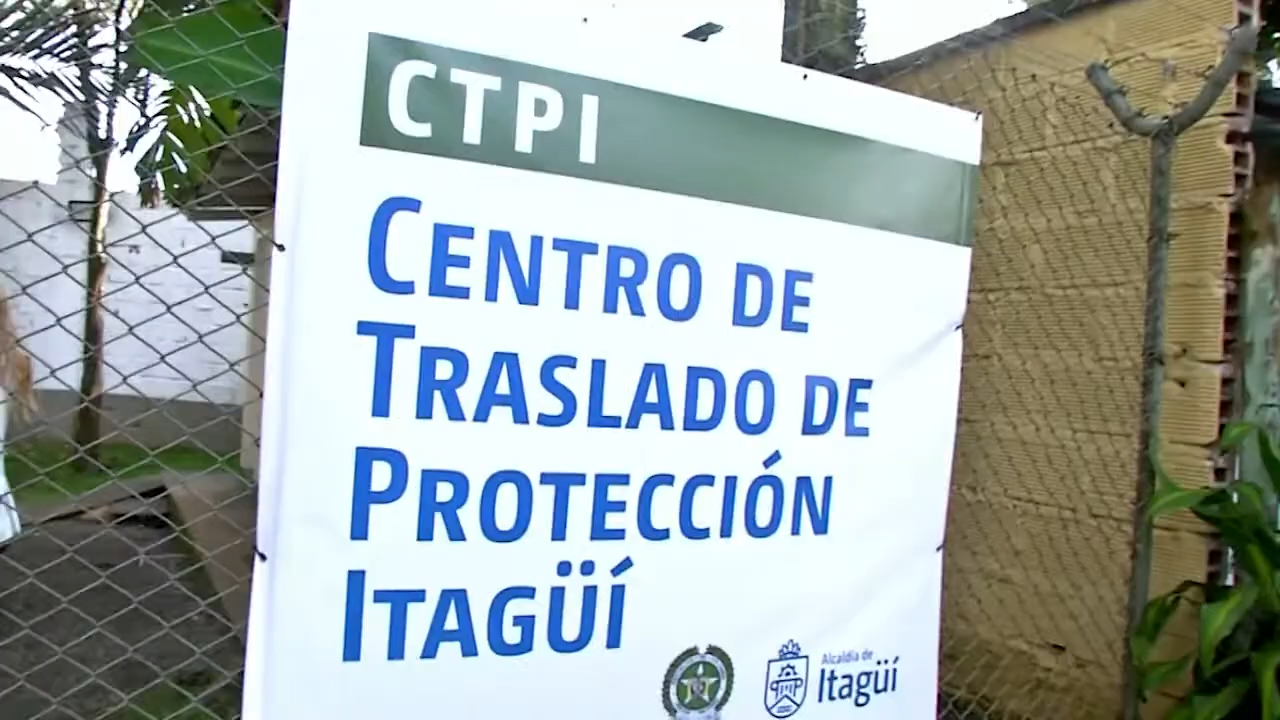 CTPI
CENTRO DE
TRASLADO DE
PROTECCIÓN
ITAGÜÍ
Alcaldía de
Itagüí